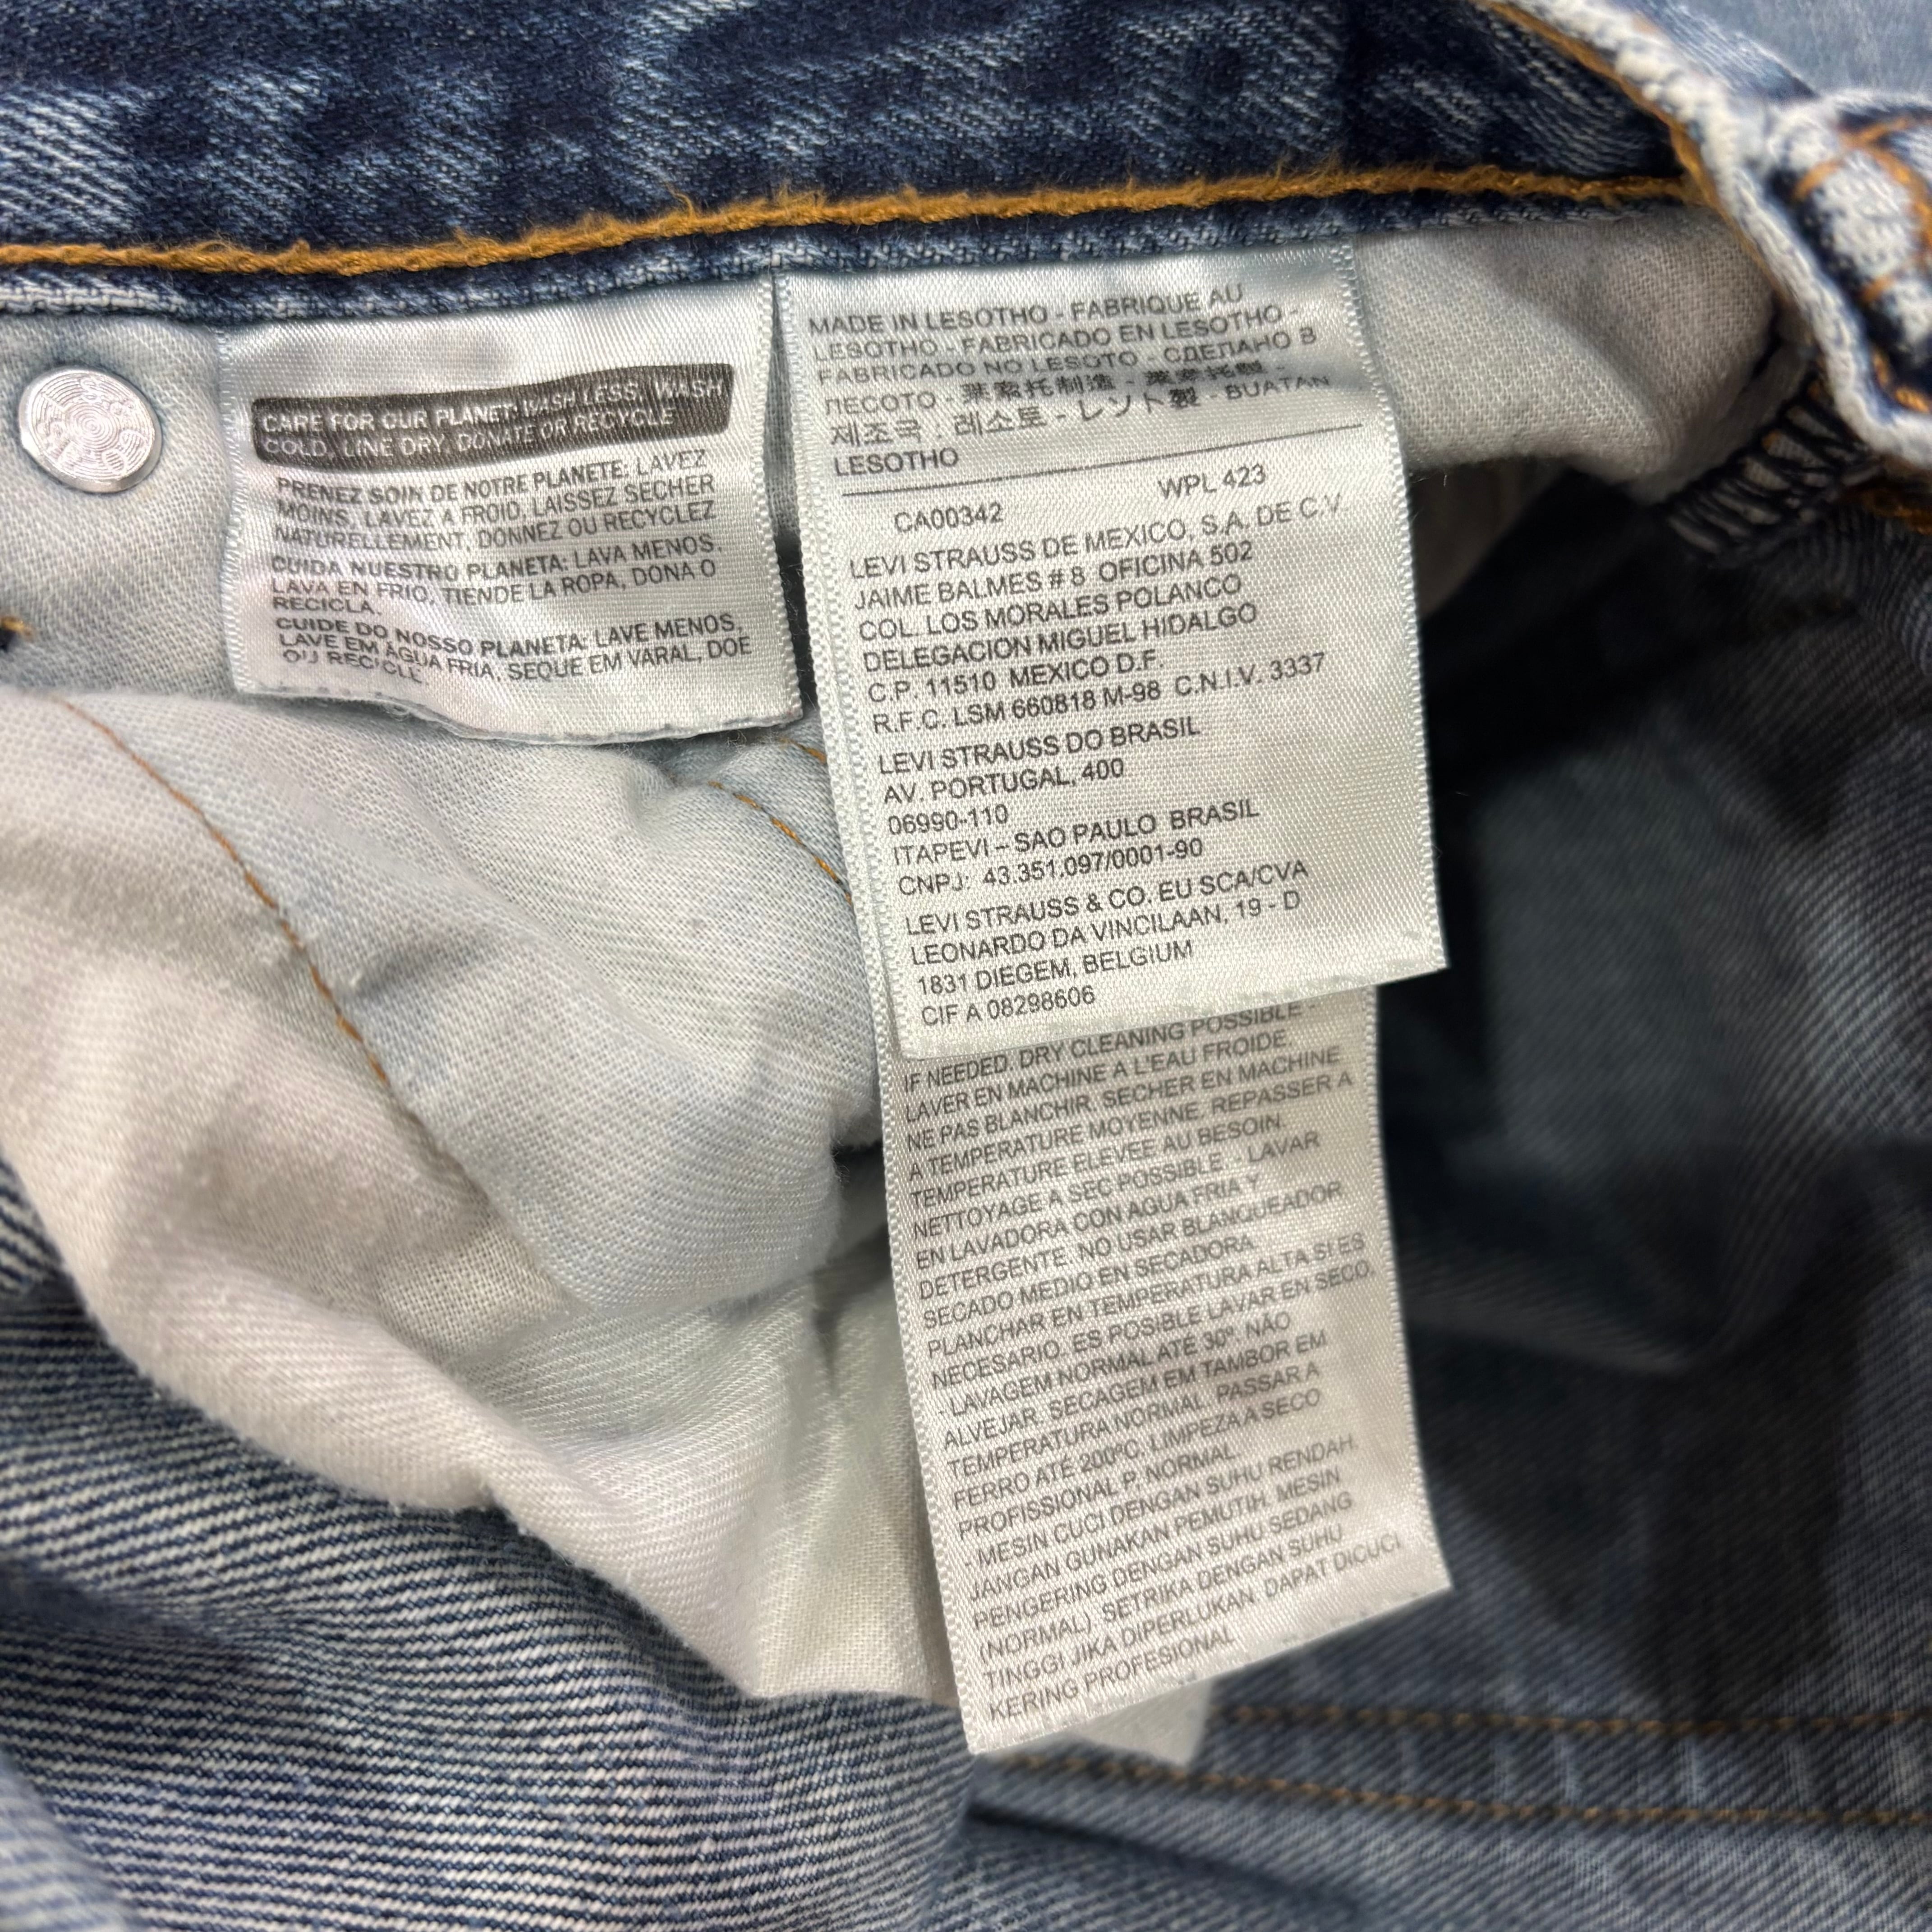 CARE FOR OUR PLANET: WASH LESS, WASH
COLD, LINE DRY, DONATE OR RECYCLE
PRENEZ SOIN DE NOTRE PLANETE: LAVEZ
MOINS, LAVEZ A FROID, LAISSEZ SECHER
NATURELLEMENT, DONNEZ OU RECYCLEZ
CUIDA NUESTRO PLANETA: LAVA MENOS,
LAVA EN FRIO, TIENDE LA ROPA, DONA O
RECICLA.
CUIDE DO NOSSO PLANETA: LAVE MENOS,
LAVE EM AGUA FRIA, SEQUE EM VARAL, DOE
OU RECICLE.
MADE IN LESOTHO - FABRIQUE AU
LESOTHO - FABRICADO EN LESOTHO -
FABRICADO NO LESOTO - СДЕЛАНО В
ЛЕСОТО - 莱索托制造 - 莱索托製 -
제조국 : 레소토 - レソト製 - BUATAN
LESOTHO
CA00342 WPL 423
LEVI STRAUSS DE MEXICO, S.A. DE C.V.
JAIME BALMES # 8 OFICINA 502
COL. LOS MORALES POLANCO
DELEGACION MIGUEL HIDALGO
C.P. 11510 MEXICO D.F.
R.F.C. LSM 660818 M-98 C.N.I.V. 3337
LEVI STRAUSS DO BRASIL
AV. PORTUGAL, 400
06990-110
ITAPEVI – SAO PAULO BRASIL
CNPJ: 43.351.097/0001-90
LEVI STRAUSS & CO. EU SCA/CVA
LEONARDO DA VINCILAAN, 19 - D
1831 DIEGEM, BELGIUM
CIF A 08298606
IF NEEDED. DRY CLEANING POSSIBLE -
LAVER EN MACHINE A L'EAU FROIDE.
NE PAS BLANCHIR. SECHER EN MACHINE
A TEMPERATURE MOYENNE. REPASSER A
TEMPERATURE ELEVEE AU BESOIN.
NETTOYAGE A SEC POSSIBLE - LAVAR
EN LAVADORA CON AGUA FRIA Y
DETERGENTE. NO USAR BLANQUEADOR.
SECADO MEDIO EN SECADORA.
PLANCHAR EN TEMPERATURA ALTA SI ES
NECESARIO. ES POSIBLE LAVAR EN SECO.
- LAVAGEM NORMAL ATÉ 30º. NÃO
ALVEJAR. SECAGEM EM TAMBOR EM
TEMPERATURA NORMAL. PASSAR A
FERRO ATÉ 200ºC. LIMPEZA A SECO
PROFISSIONAL P, NORMAL.
- MESIN CUCI DENGAN SUHU RENDAH.
JANGAN GUNAKAN PEMUTIH. MESIN
PENGERING DENGAN SUHU SEDANG
(NORMAL). SETRIKA DENGAN SUHU
TINGGI JIKA DIPERLUKAN. DAPAT DICUCI
KERING PROFESIONAL